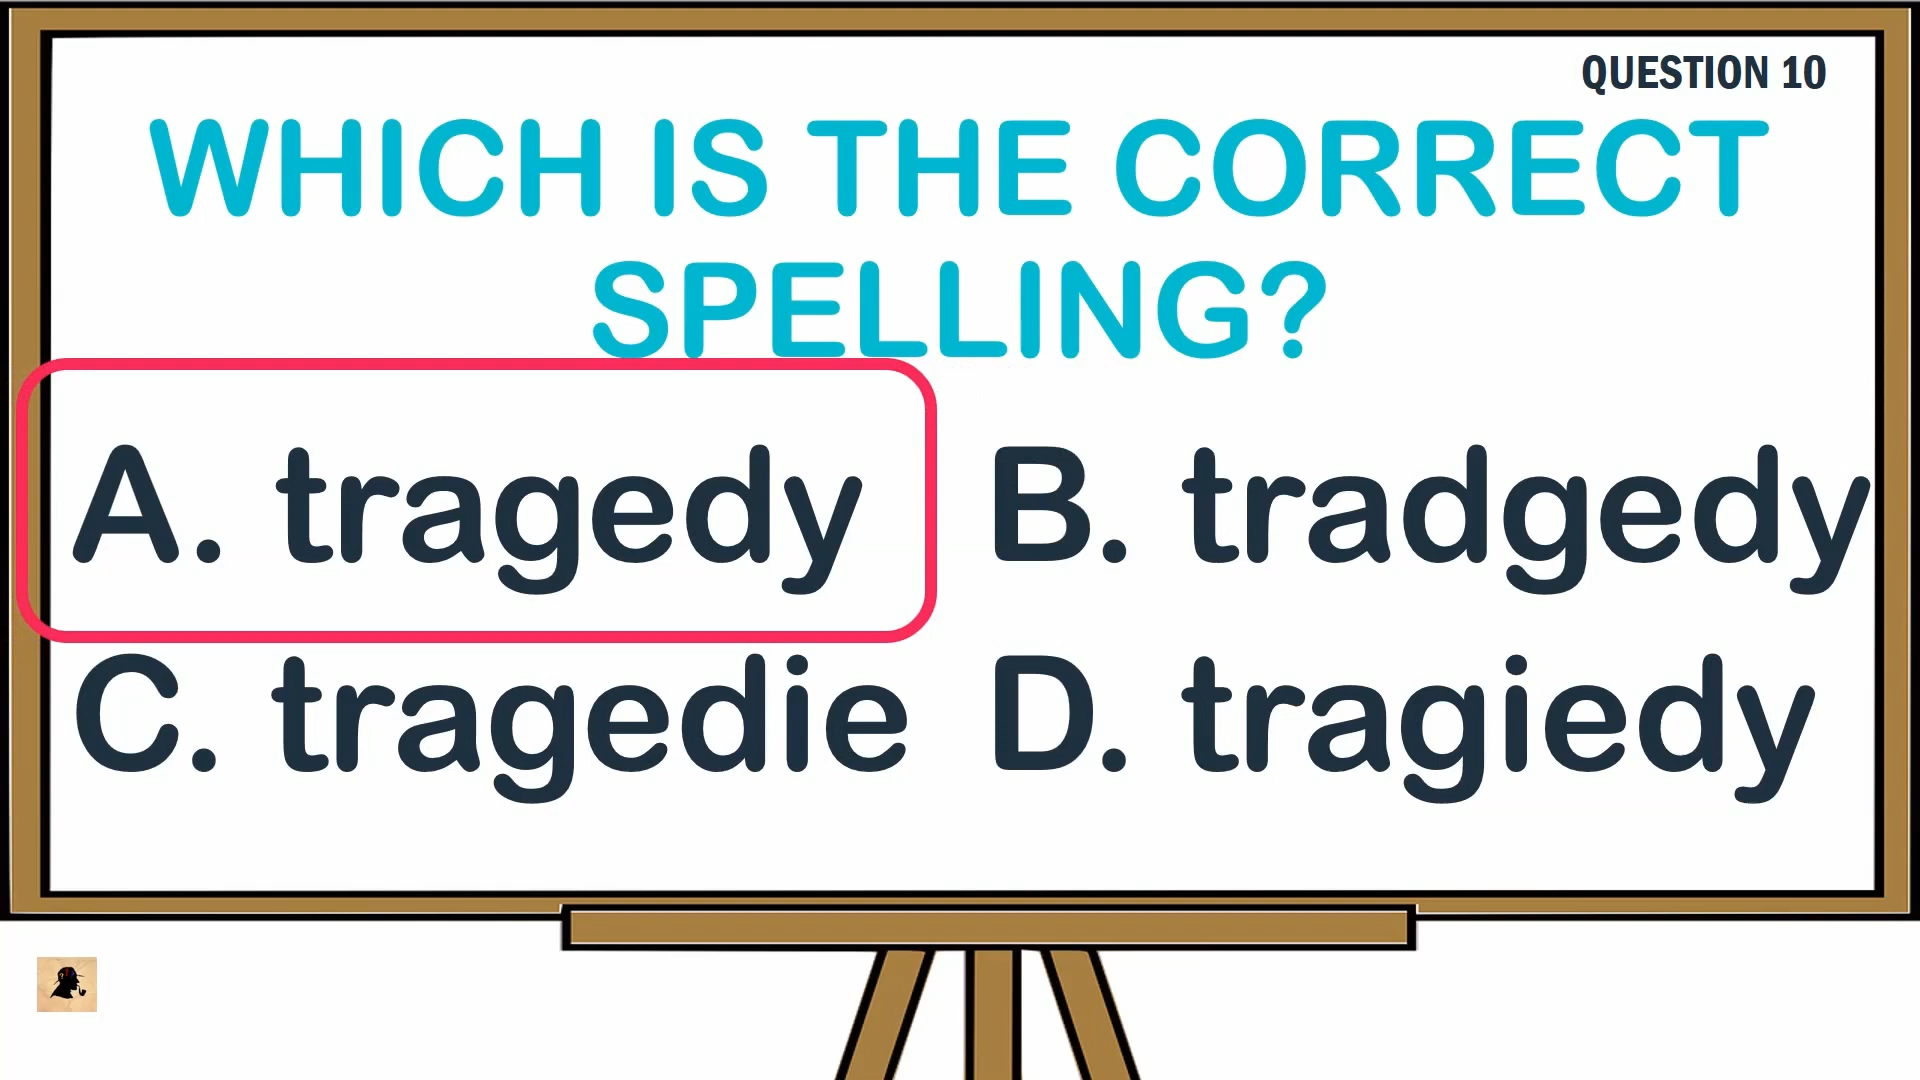 QUESTION 10
WHICH IS THE CORRECT
SPELLING?
A. tragedy B. tradgedy
C. tragedie D. tragiedy